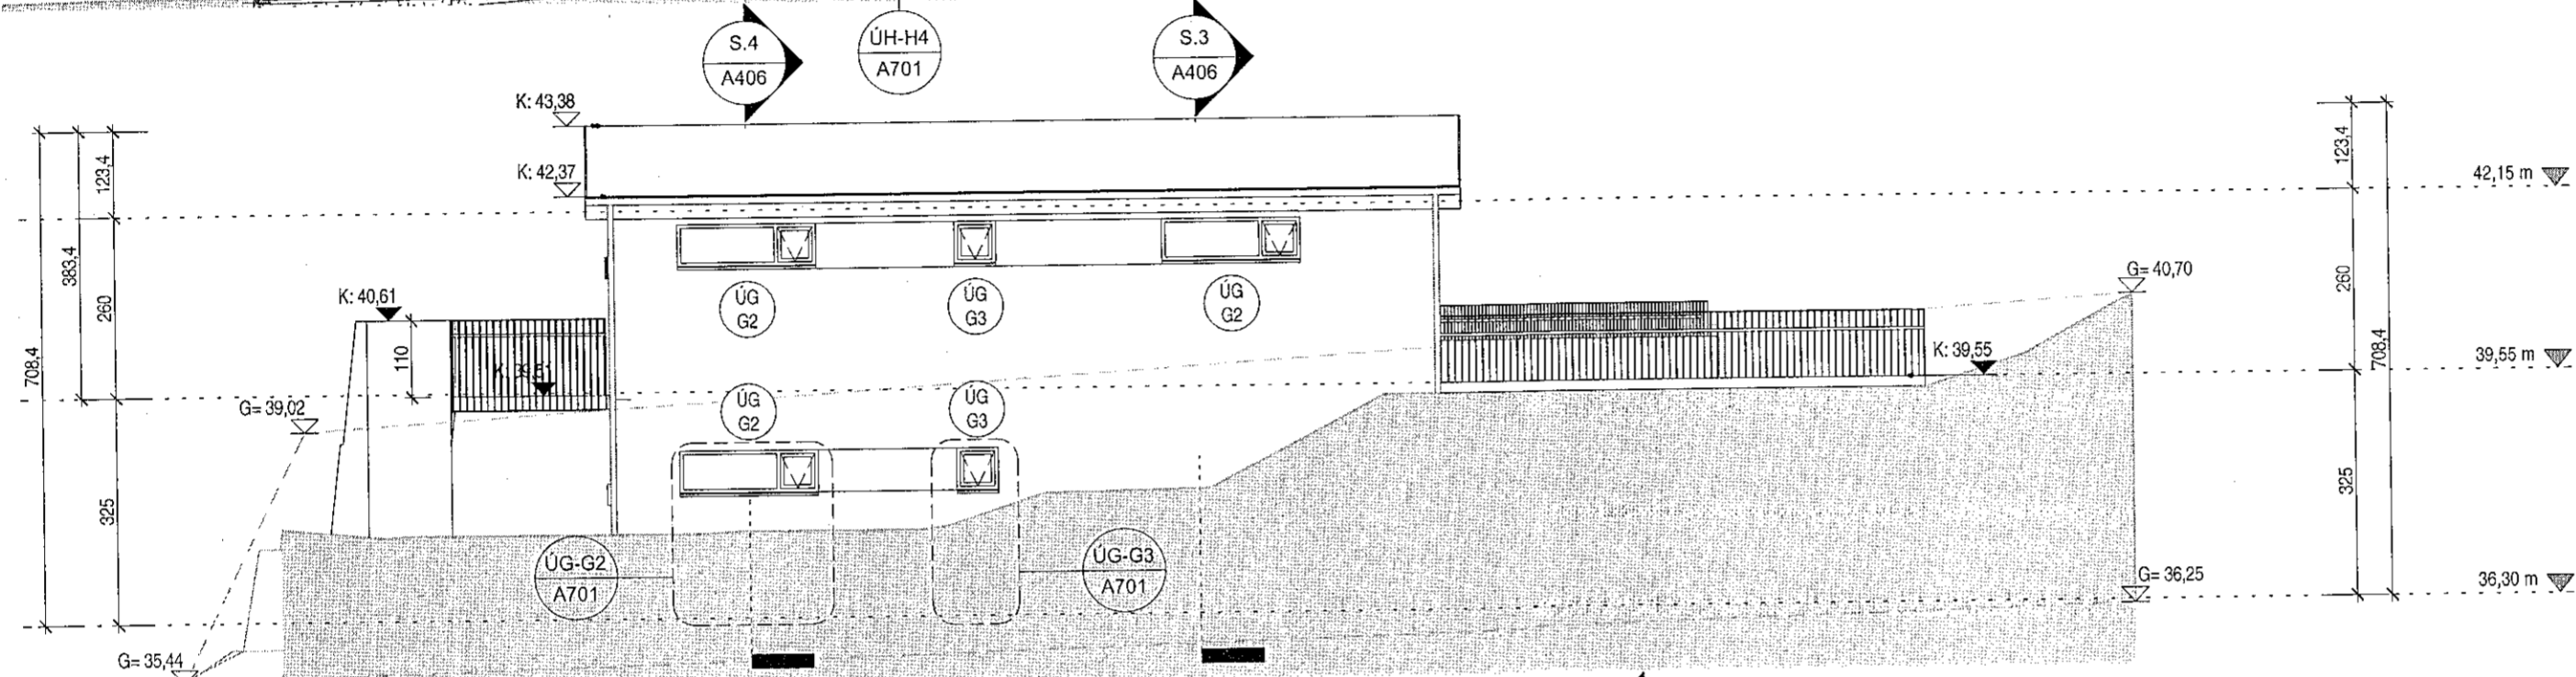 S.4
A406
ÚH-H4
A701
S.3
A406
K: 43,38
K: 42,37
123,4
383,4
260
708,4
325
110
K: 40,61
G= 39,02
G= 35,44
ÚG
G2
ÚG
G3
ÚG
G2
ÚG
G2
ÚG
G3
ÚG-G2
A701
ÚG-G3
A701
K: 39,55
G= 40,70
G= 36,25
123,4
260
708,4
325
42,15 m
39,55 m
36,30 m